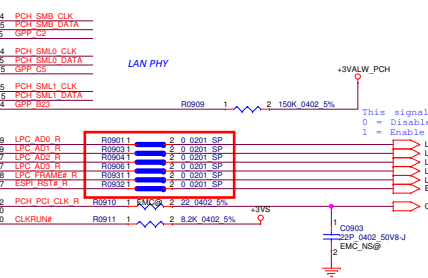 PCH_SMB_CLK
PCH_SMB_DATA
GPP_C2
PCH_SML0_CLK
PCH_SML0_DATA
GPP_C5
PCH_SML1_CLK
PCH_SML1_DATA
GPP_B23
LAN PHY
+3VALW_PCH
R0909 1 2 150K_0402_5%
This signal
0 = Disable
1 = Enable
LPC_AD0_R R0901 1 2 0_0201_SP
LPC_AD1_R R0903 1 2 0_0201_SP
LPC_AD2_R R0904 1 2 0_0201_SP
LPC_AD3_R R0906 1 2 0_0201_SP
LPC_FRAME#_R R0931 1 2 0_0201_SP
ESPI_RST#_R R0932 1 2 0_0201_SP
PCH_PCI_CLK_R R0910 1 EMC@ 2 22_0402_5%
+3VS
CLKRUN# R0911 1 2 8.2K_0402_5%
1
C0903
22P_0402_50V8-J
EMC_NS@
2